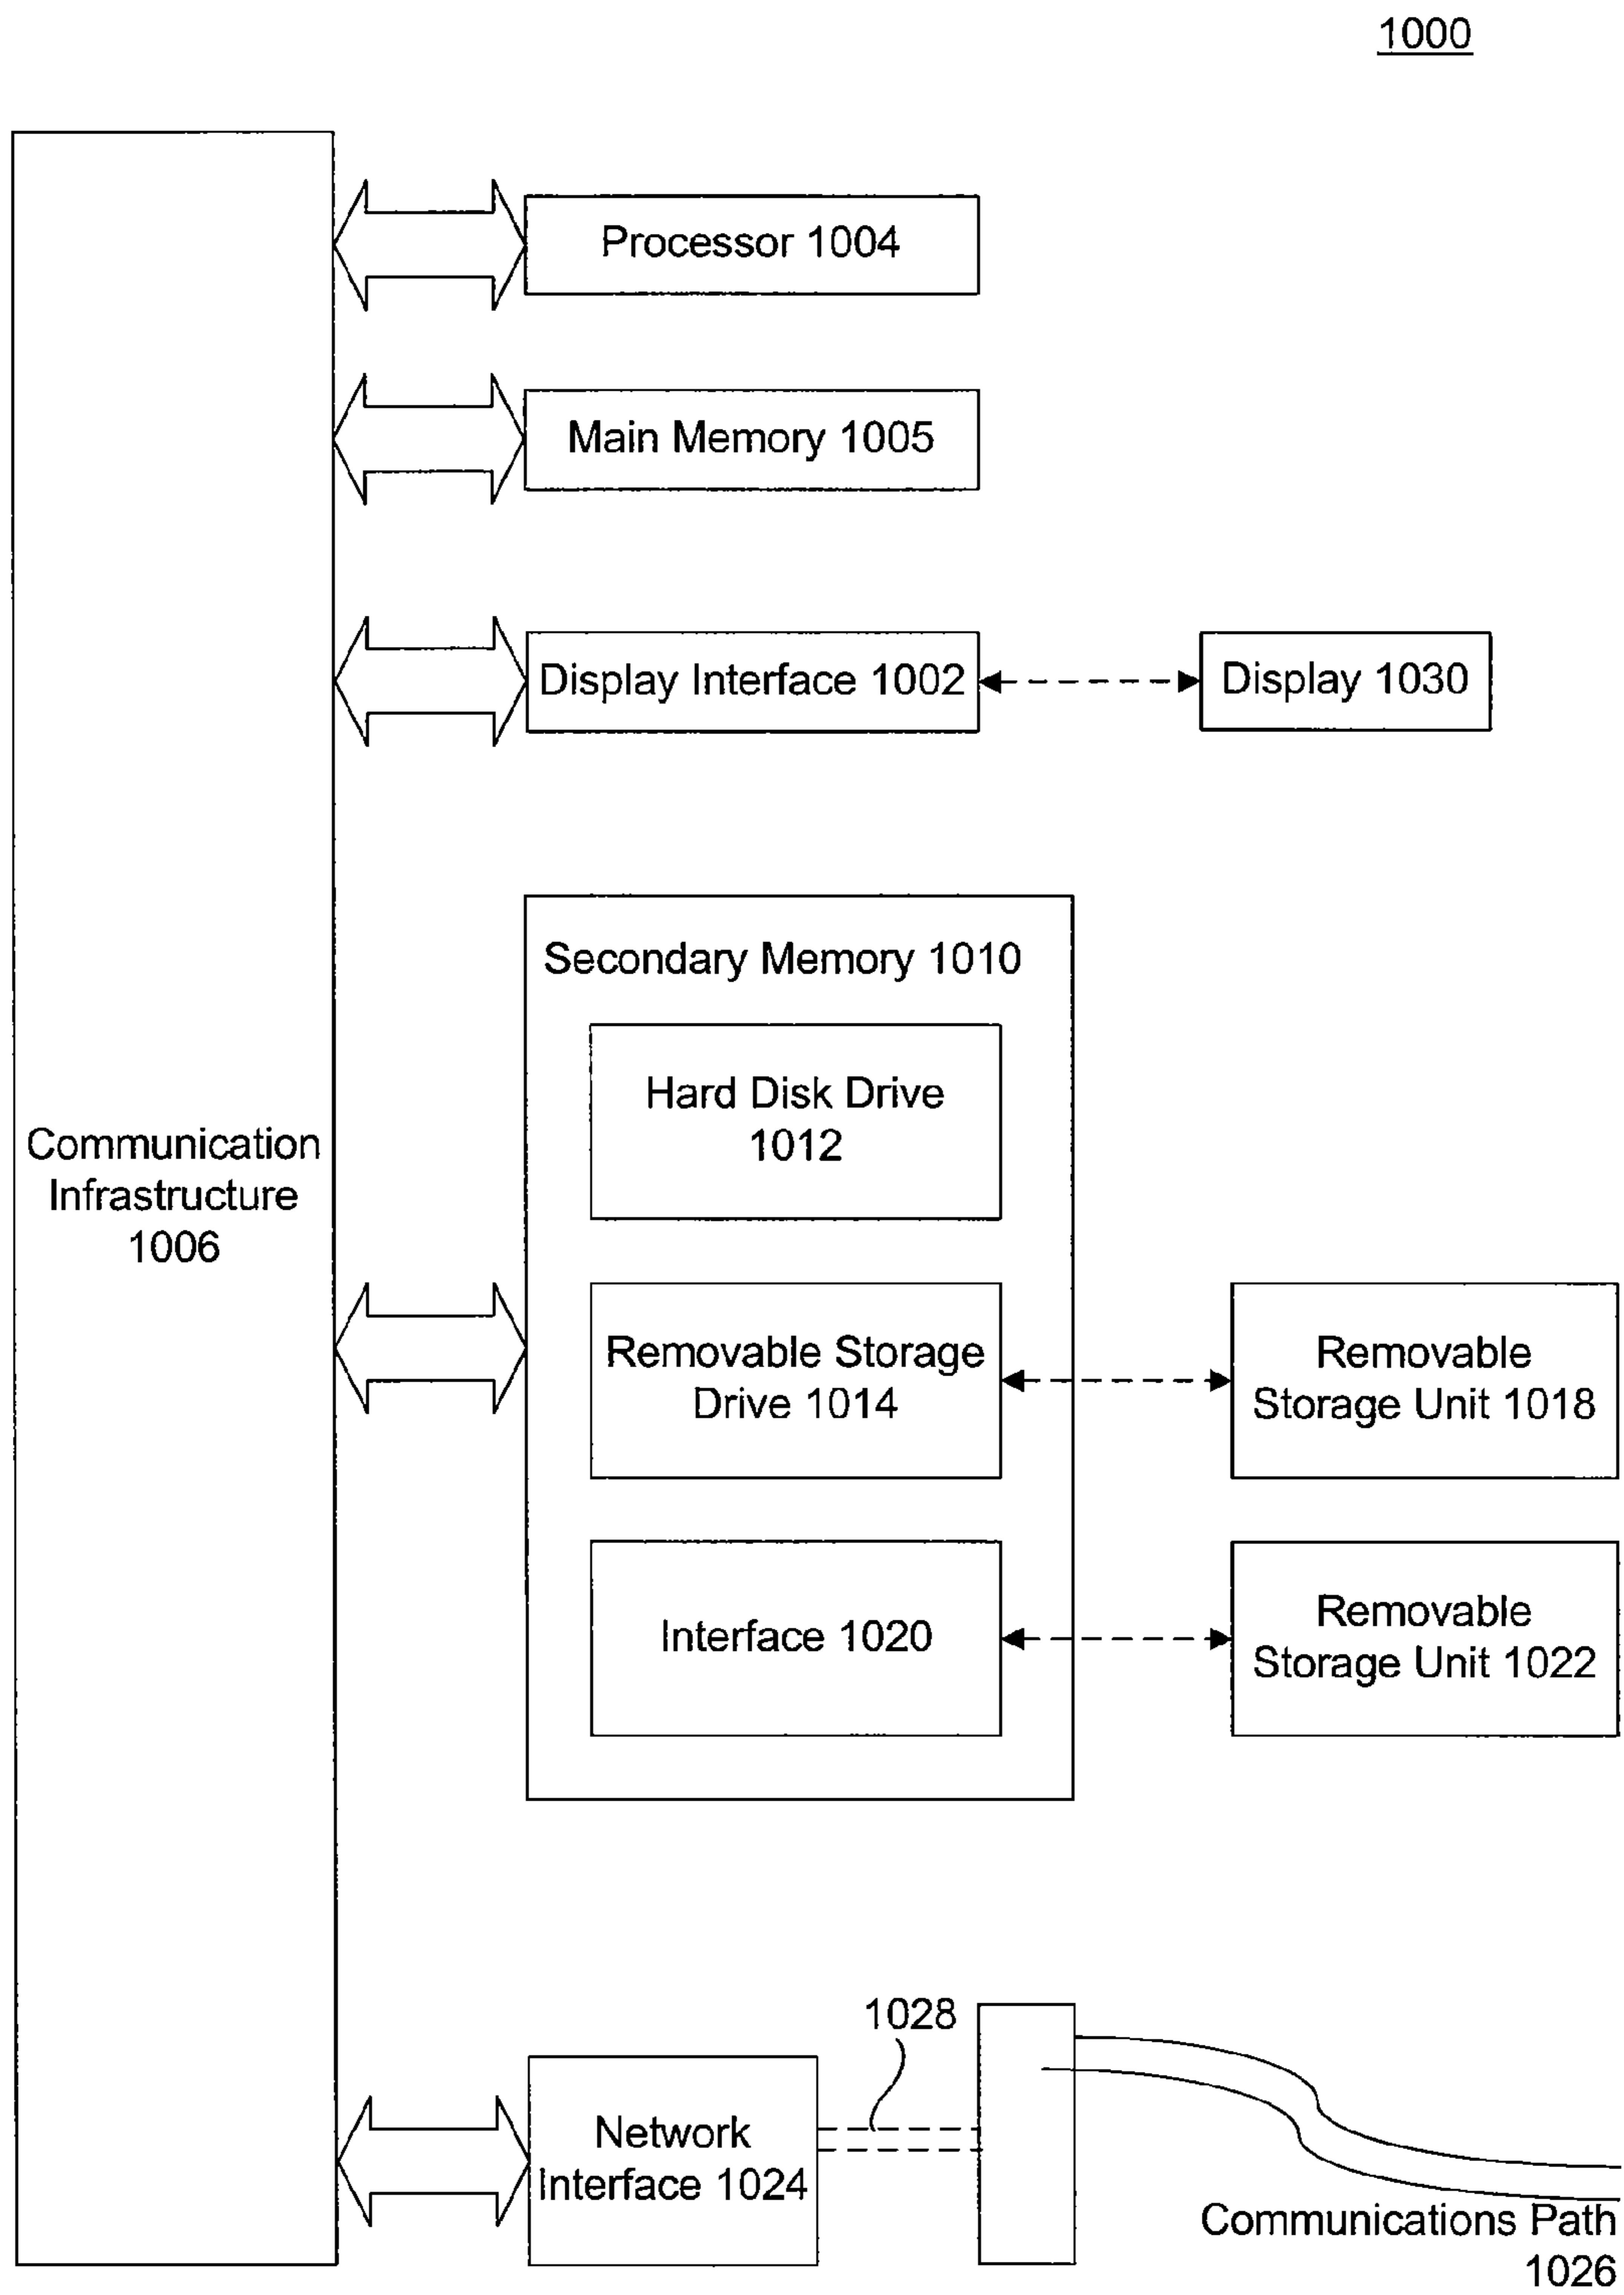 1000
Processor 1004
Main Memory 1005
Display Interface 1002
Display 1030
Secondary Memory 1010
Hard Disk Drive
1012
Communication
Infrastructure
1006
Removable Storage
Drive 1014
Removable
Storage Unit 1018
Interface 1020
Removable
Storage Unit 1022
1028
Network
Interface 1024
Communications Path
1026